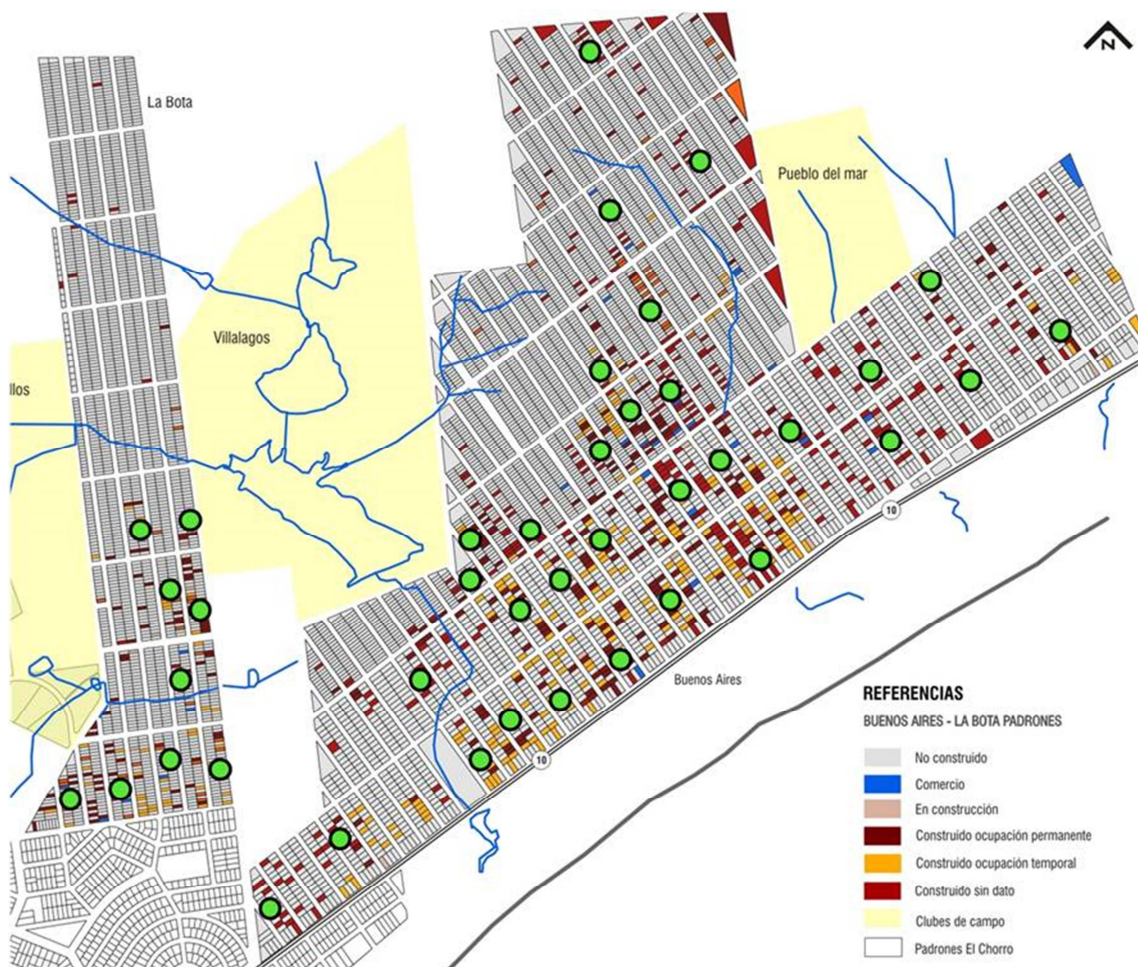 N
La Bota
Pueblo del mar
Villalagos
llos
10
Buenos Aires
10
REFERENCIAS
BUENOS AIRES - LA BOTA PADRONES
No construido
Comercio
En construcción
Construido ocupación permanente
Construido ocupación temporal
Construido sin dato
Clubes de campo
Padrones El Chorro